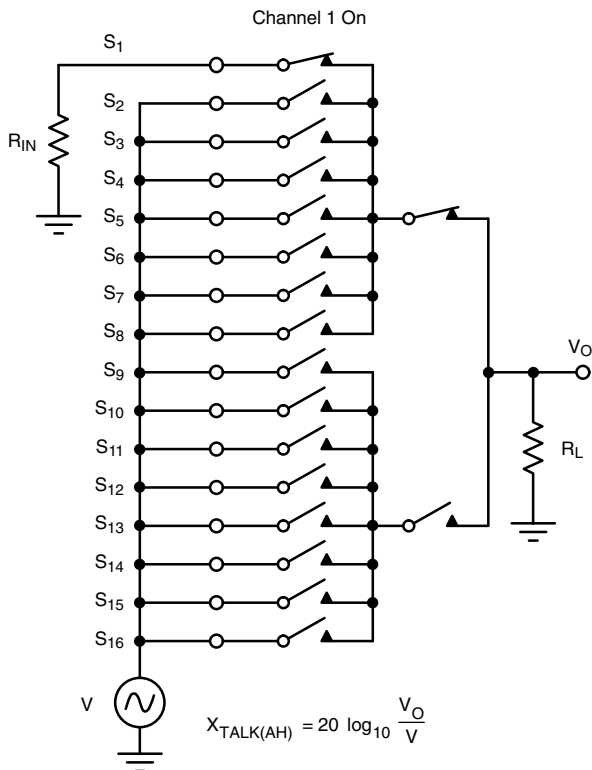 Channel 1 On
S1
S2
RIN
S3
S4
S5
S6
S7
S8
VO
S9
S10
S11
RL
S12
S13
S14
S15
S16
V
XTALK(AH) = 20 log10 VO/V